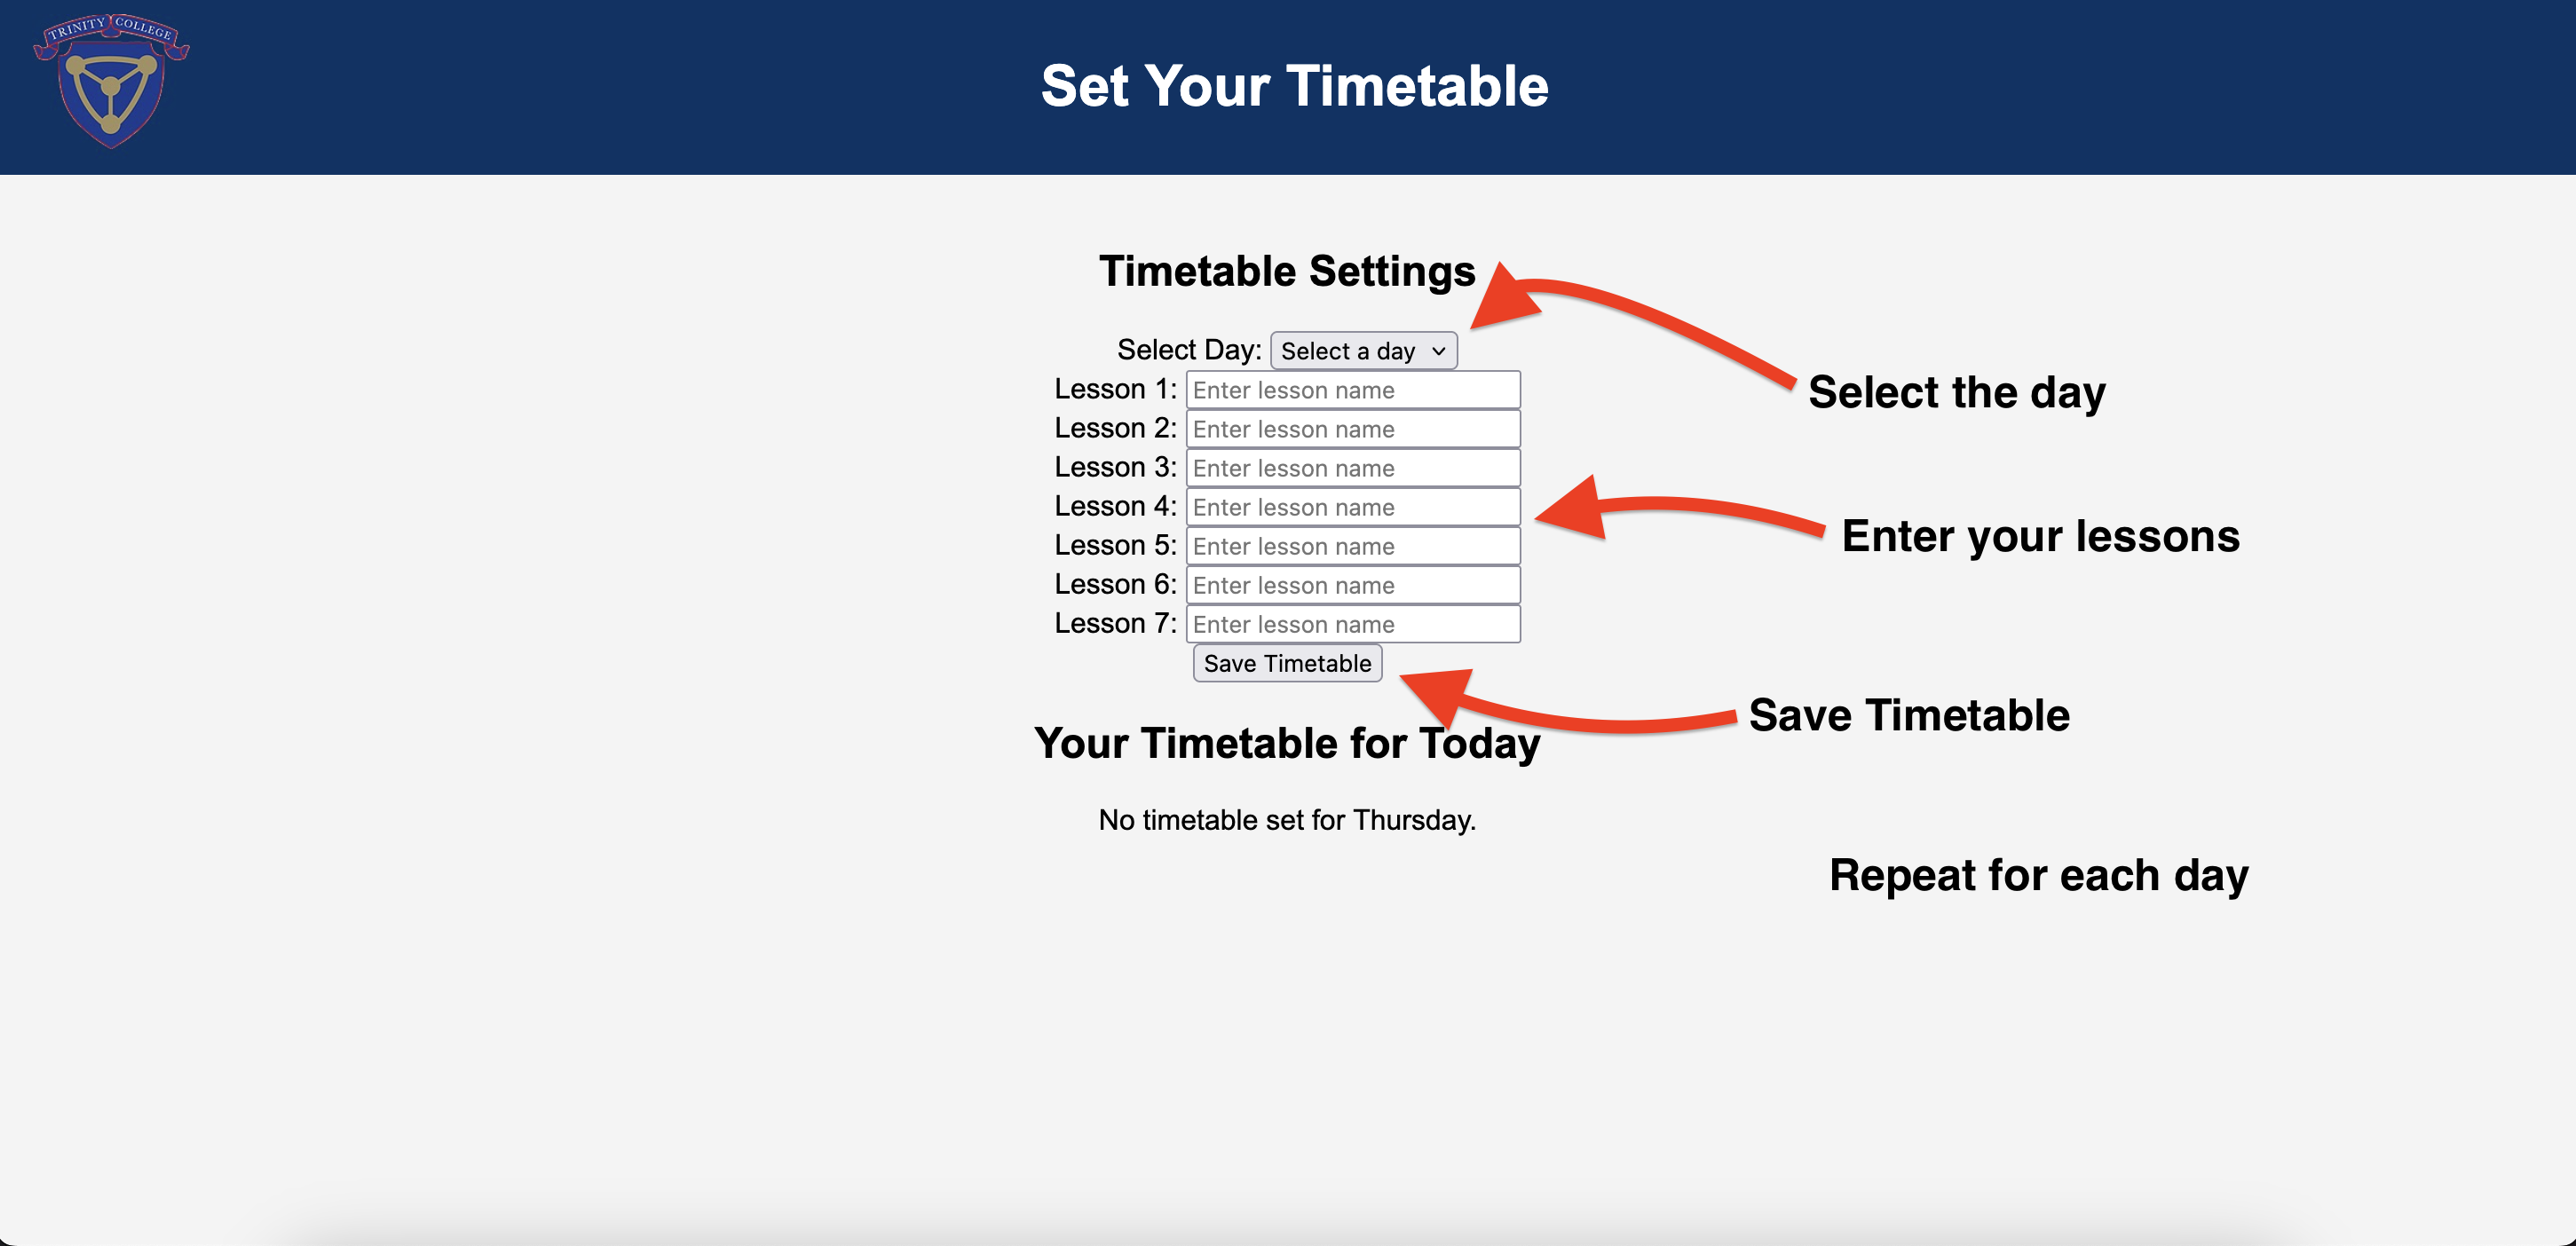 TRINITY COLLEGE
Set Your Timetable
Timetable Settings
Select Day: Select a day
Select the day
Lesson 1: Enter lesson name
Lesson 2: Enter lesson name
Lesson 3: Enter lesson name
Lesson 4: Enter lesson name
Enter your lessons
Lesson 5: Enter lesson name
Lesson 6: Enter lesson name
Lesson 7: Enter lesson name
Save Timetable
Save Timetable
Your Timetable for Today
No timetable set for Thursday.
Repeat for each day